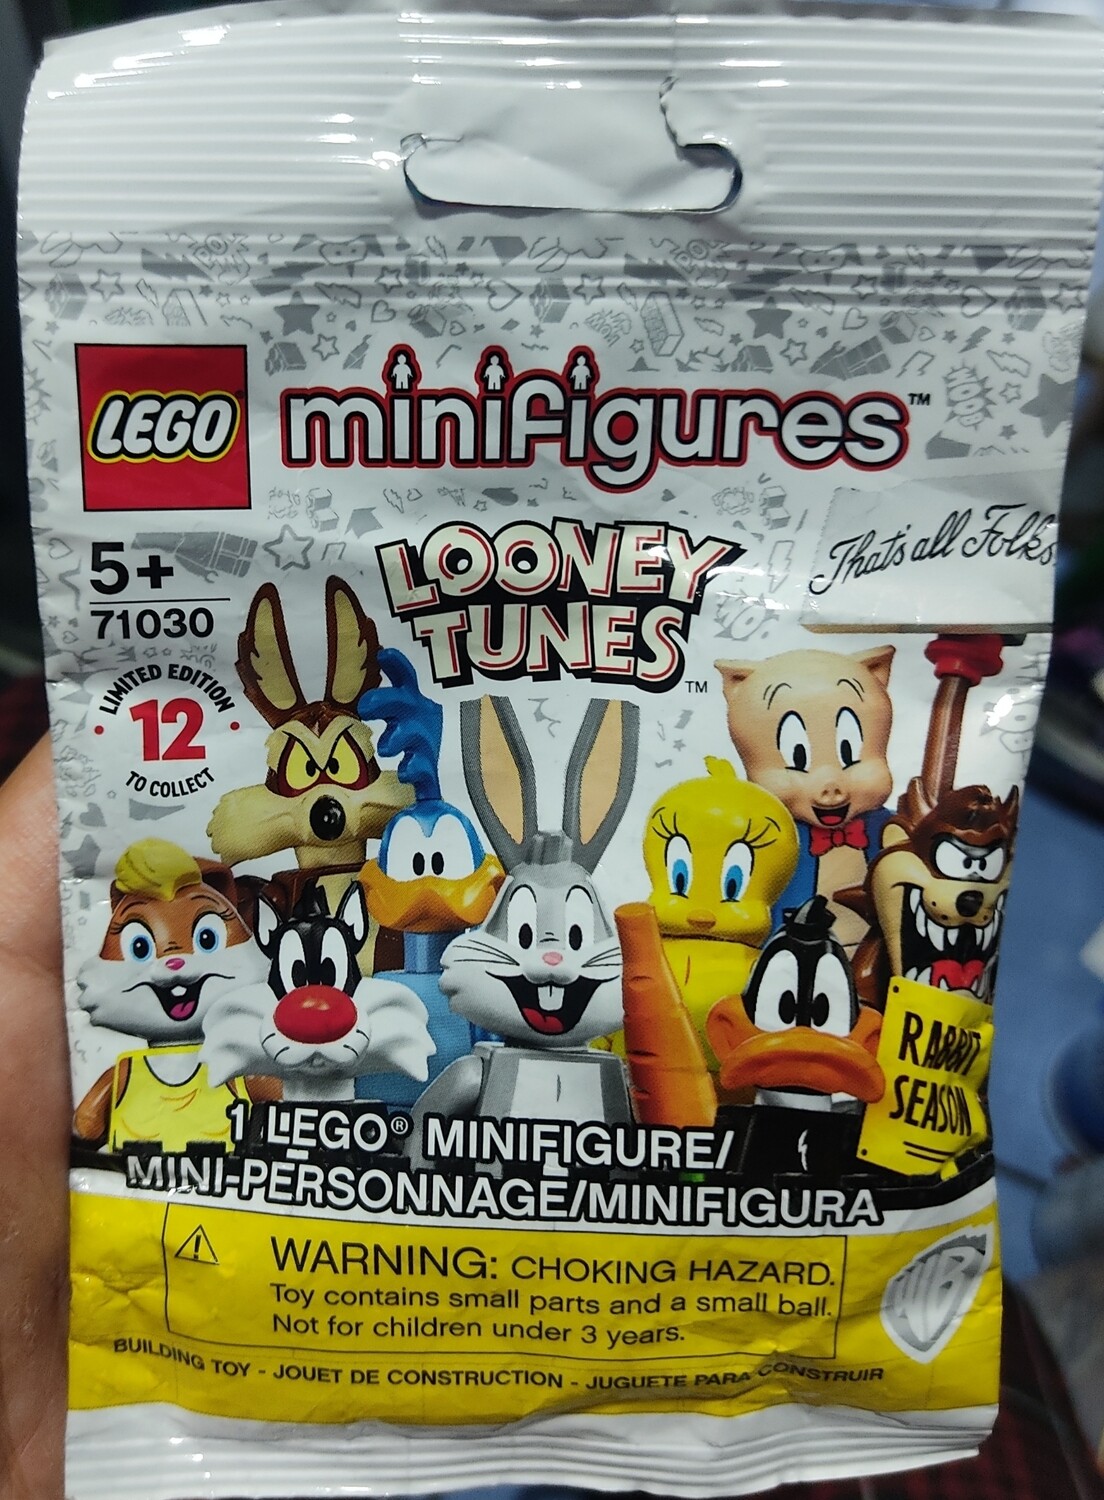 LEGO
minifigures™
5+
71030
LOONEY
TUNES™
That's all Folks
LIMITED EDITION
12
TO COLLECT
RABBIT
SEASON
1 LEGO® MINIFIGURE/
MINI-PERSONNAGE/MINIFIGURA
WARNING: CHOKING HAZARD.
Toy contains small parts and a small ball.
Not for children under 3 years.
WB
BUILDING TOY - JOUET DE CONSTRUCTION - JUGUETE PARA CONSTRUIR